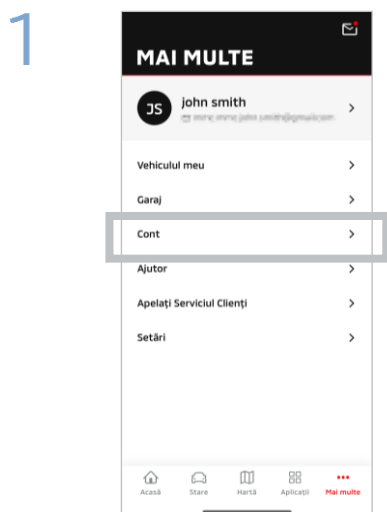 1
MAI MULTE
JS
john smith
Vehiculul meu
Garaj
Cont
Ajutor
Apelați Serviciul Clienți
Setări
Acasă Stare Hartă Aplicații Mai multe